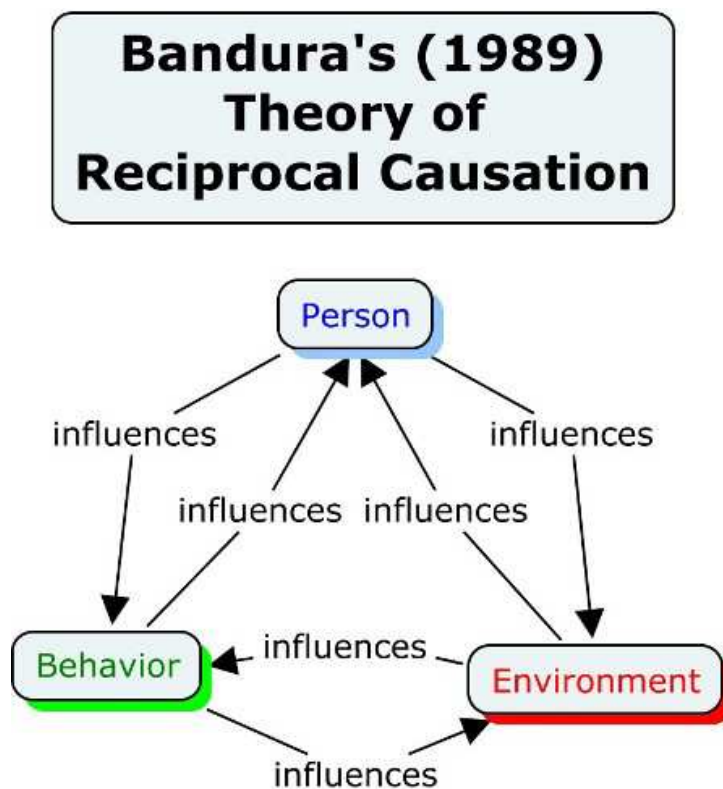 Bandura's (1989)
Theory of
Reciprocal Causation
Person
influences
influences
influences
influences
Behavior
influences
Environment
influences